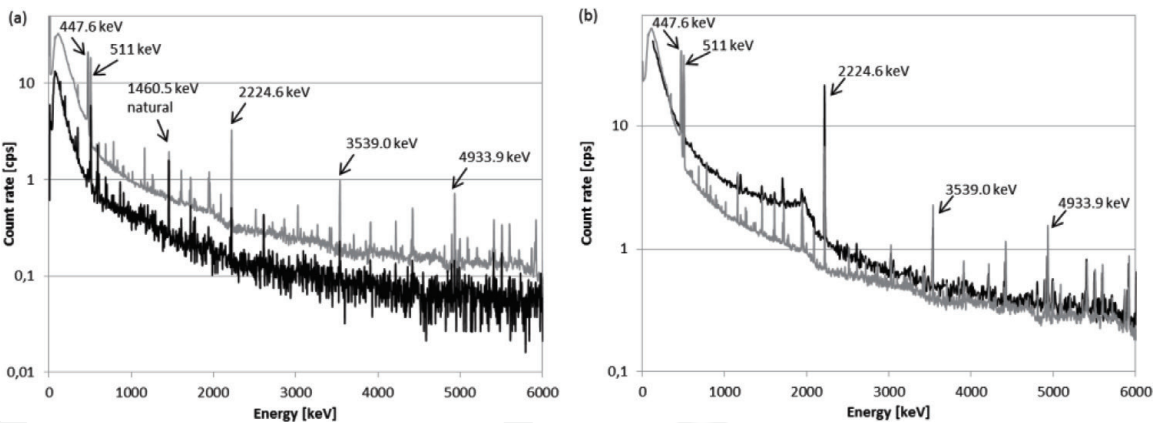 (a)
447.6 keV
511 keV
1460.5 keV
natural
2224.6 keV
3539.0 keV
4933.9 keV
Count rate [cps]
10
1
0,1
0,01
0
1000
2000
3000
4000
5000
6000
Energy [keV]
(b)
447.6 keV
511 keV
2224.6 keV
3539.0 keV
4933.9 keV
Count rate [cps]
10
1
0,1
0
1000
2000
3000
4000
5000
6000
Energy [keV]